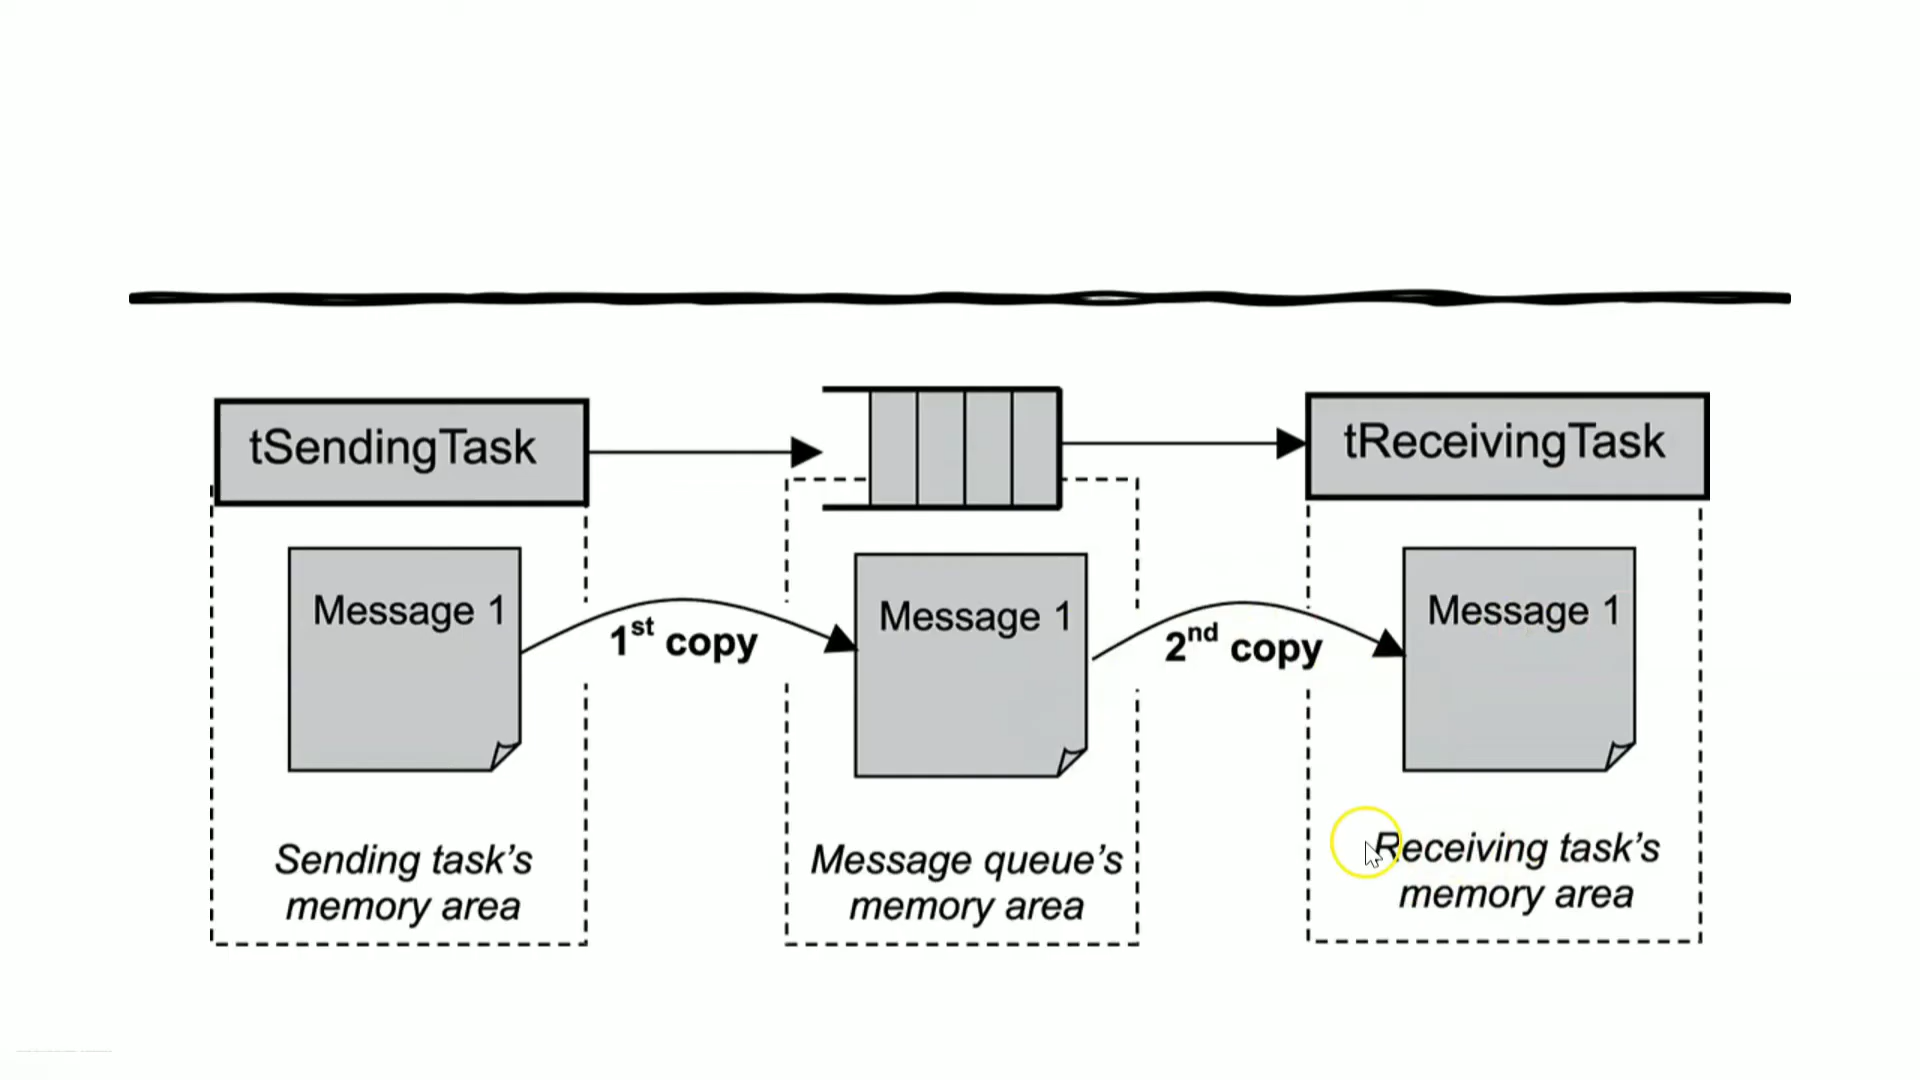 tSendingTask
tReceivingTask
Message 1
1st copy
Message 1
2nd copy
Message 1
Sending task's
memory area
Message queue's
memory area
Receiving task's
memory area